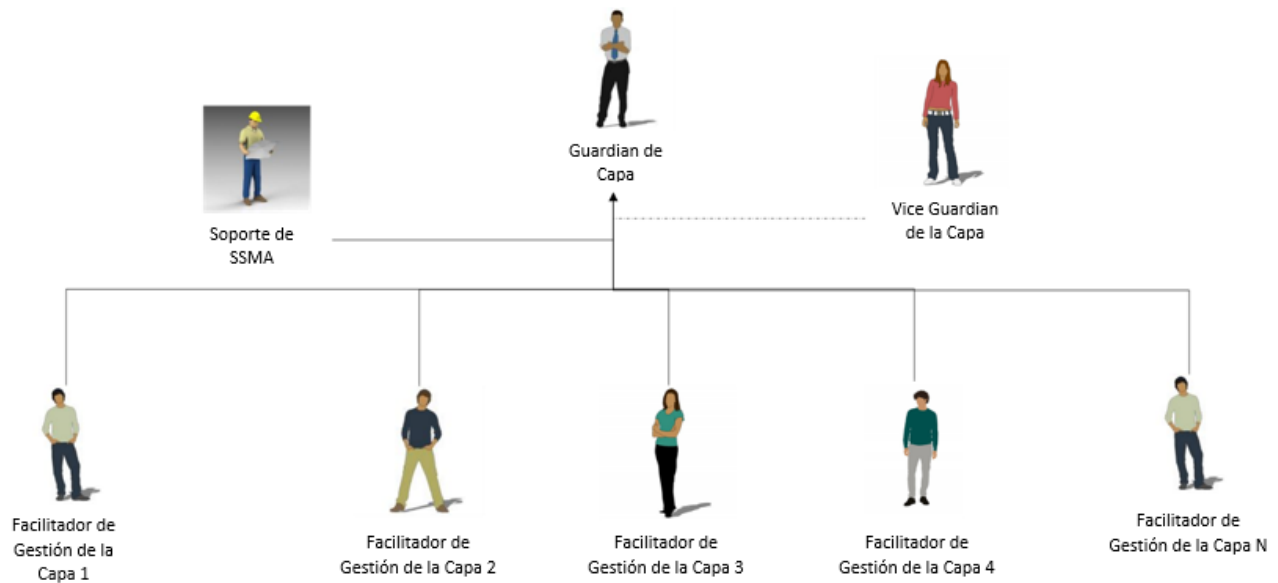 Guardian de
Capa
Vice Guardian
de la Capa
Soporte de
SSMA
Facilitador de
Gestión de la
Capa 1
Facilitador de
Gestión de la Capa 2
Facilitador de
Gestión de la Capa 3
Facilitador de
Gestión de la Capa 4
Facilitador de
Gestión de la Capa N